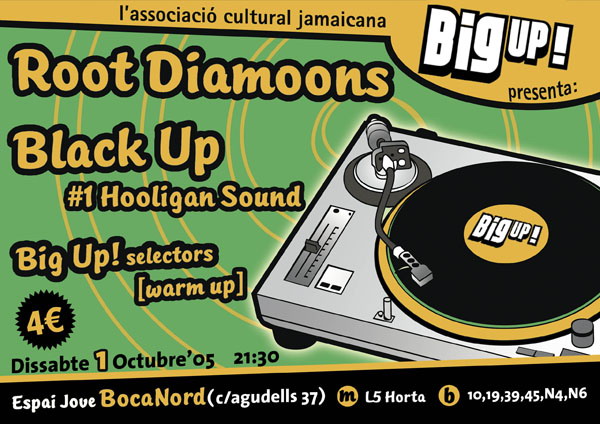 l'associació cultural jamaicana
Big UP!
presenta:
Root Diamoons
Black Up
#1 Hooligan Sound
Big Up! selectors
[warm up]
Big UP!
4€
Dissabte 1 Octubre'05 21:30
Espai Jove BocaNord (c/agudells 37) m L5 Horta b 10,19,39,45,N4,N6